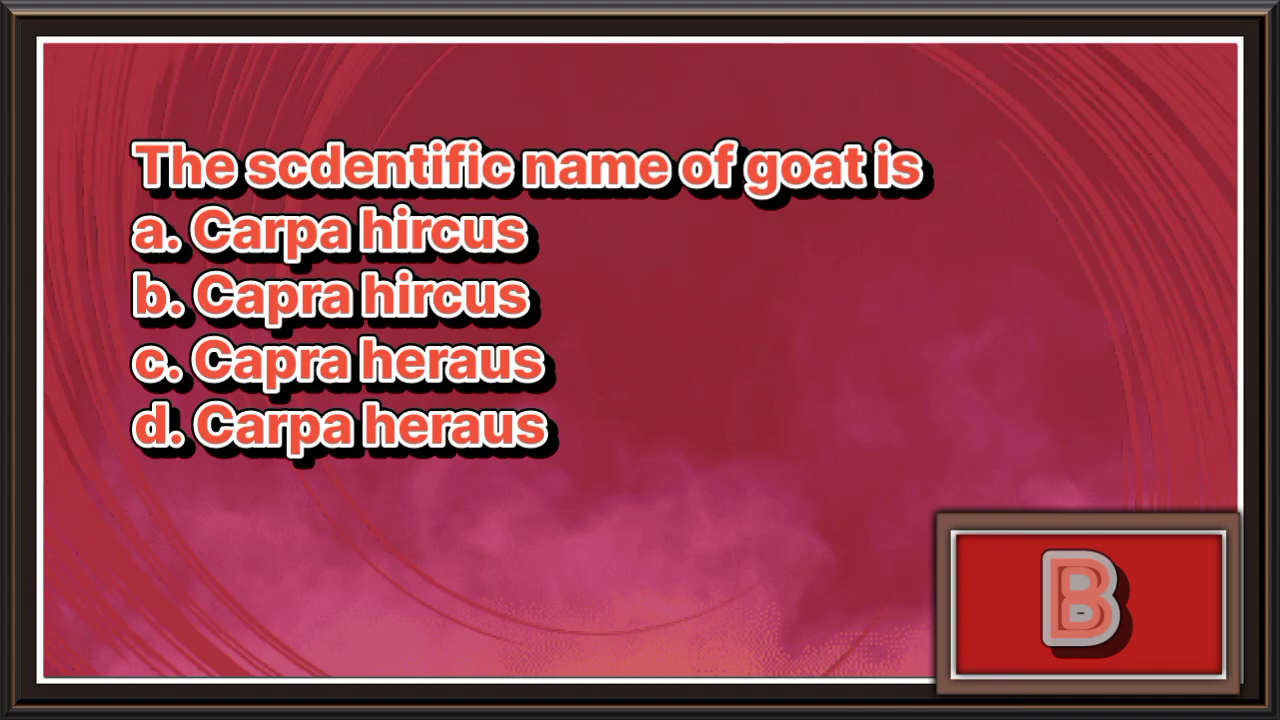 The scdentific name of goat is
a. Carpa hircus
b. Capra hircus
c. Capra heraus
d. Carpa heraus
B